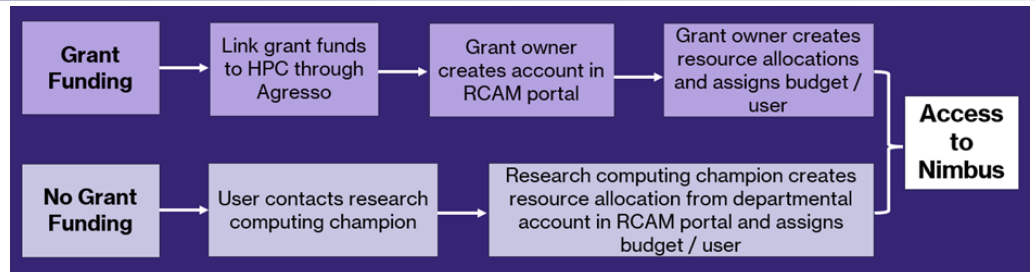 Grant
Funding
Link grant funds
to HPC through
Agresso
Grant owner
creates account in
RCAM portal
Grant owner creates
resource allocations
and assigns budget /
user
Access
to
Nimbus
No Grant
Funding
User contacts research
computing champion
Research computing champion creates
resource allocation from departmental
account in RCAM portal and assigns
budget / user